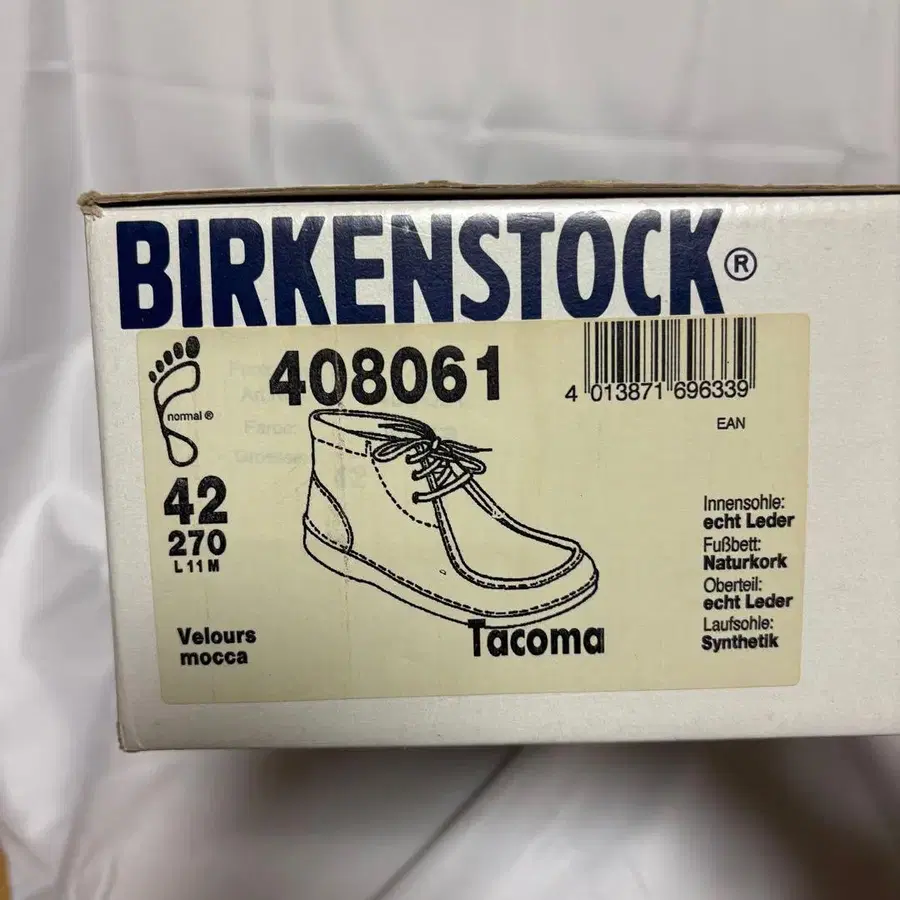 BIRKENSTOCK®
408061
4 013871 696339
EAN
normal®
42
270
L 11 M
Velours
mocca
Tacoma
Innensohle:
echt Leder
Fußbett:
Naturkork
Oberteil:
echt Leder
Laufsohle:
Synthetik